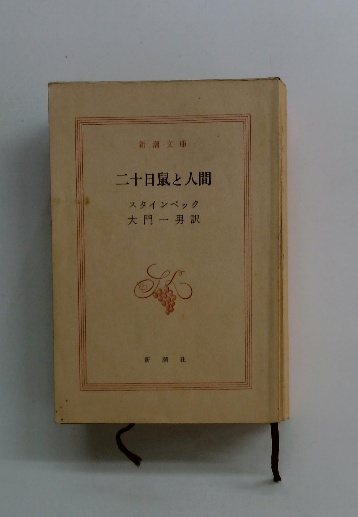 新潮文庫
二十日鼠と人間
スタインベック
大門一男訳
新潮社